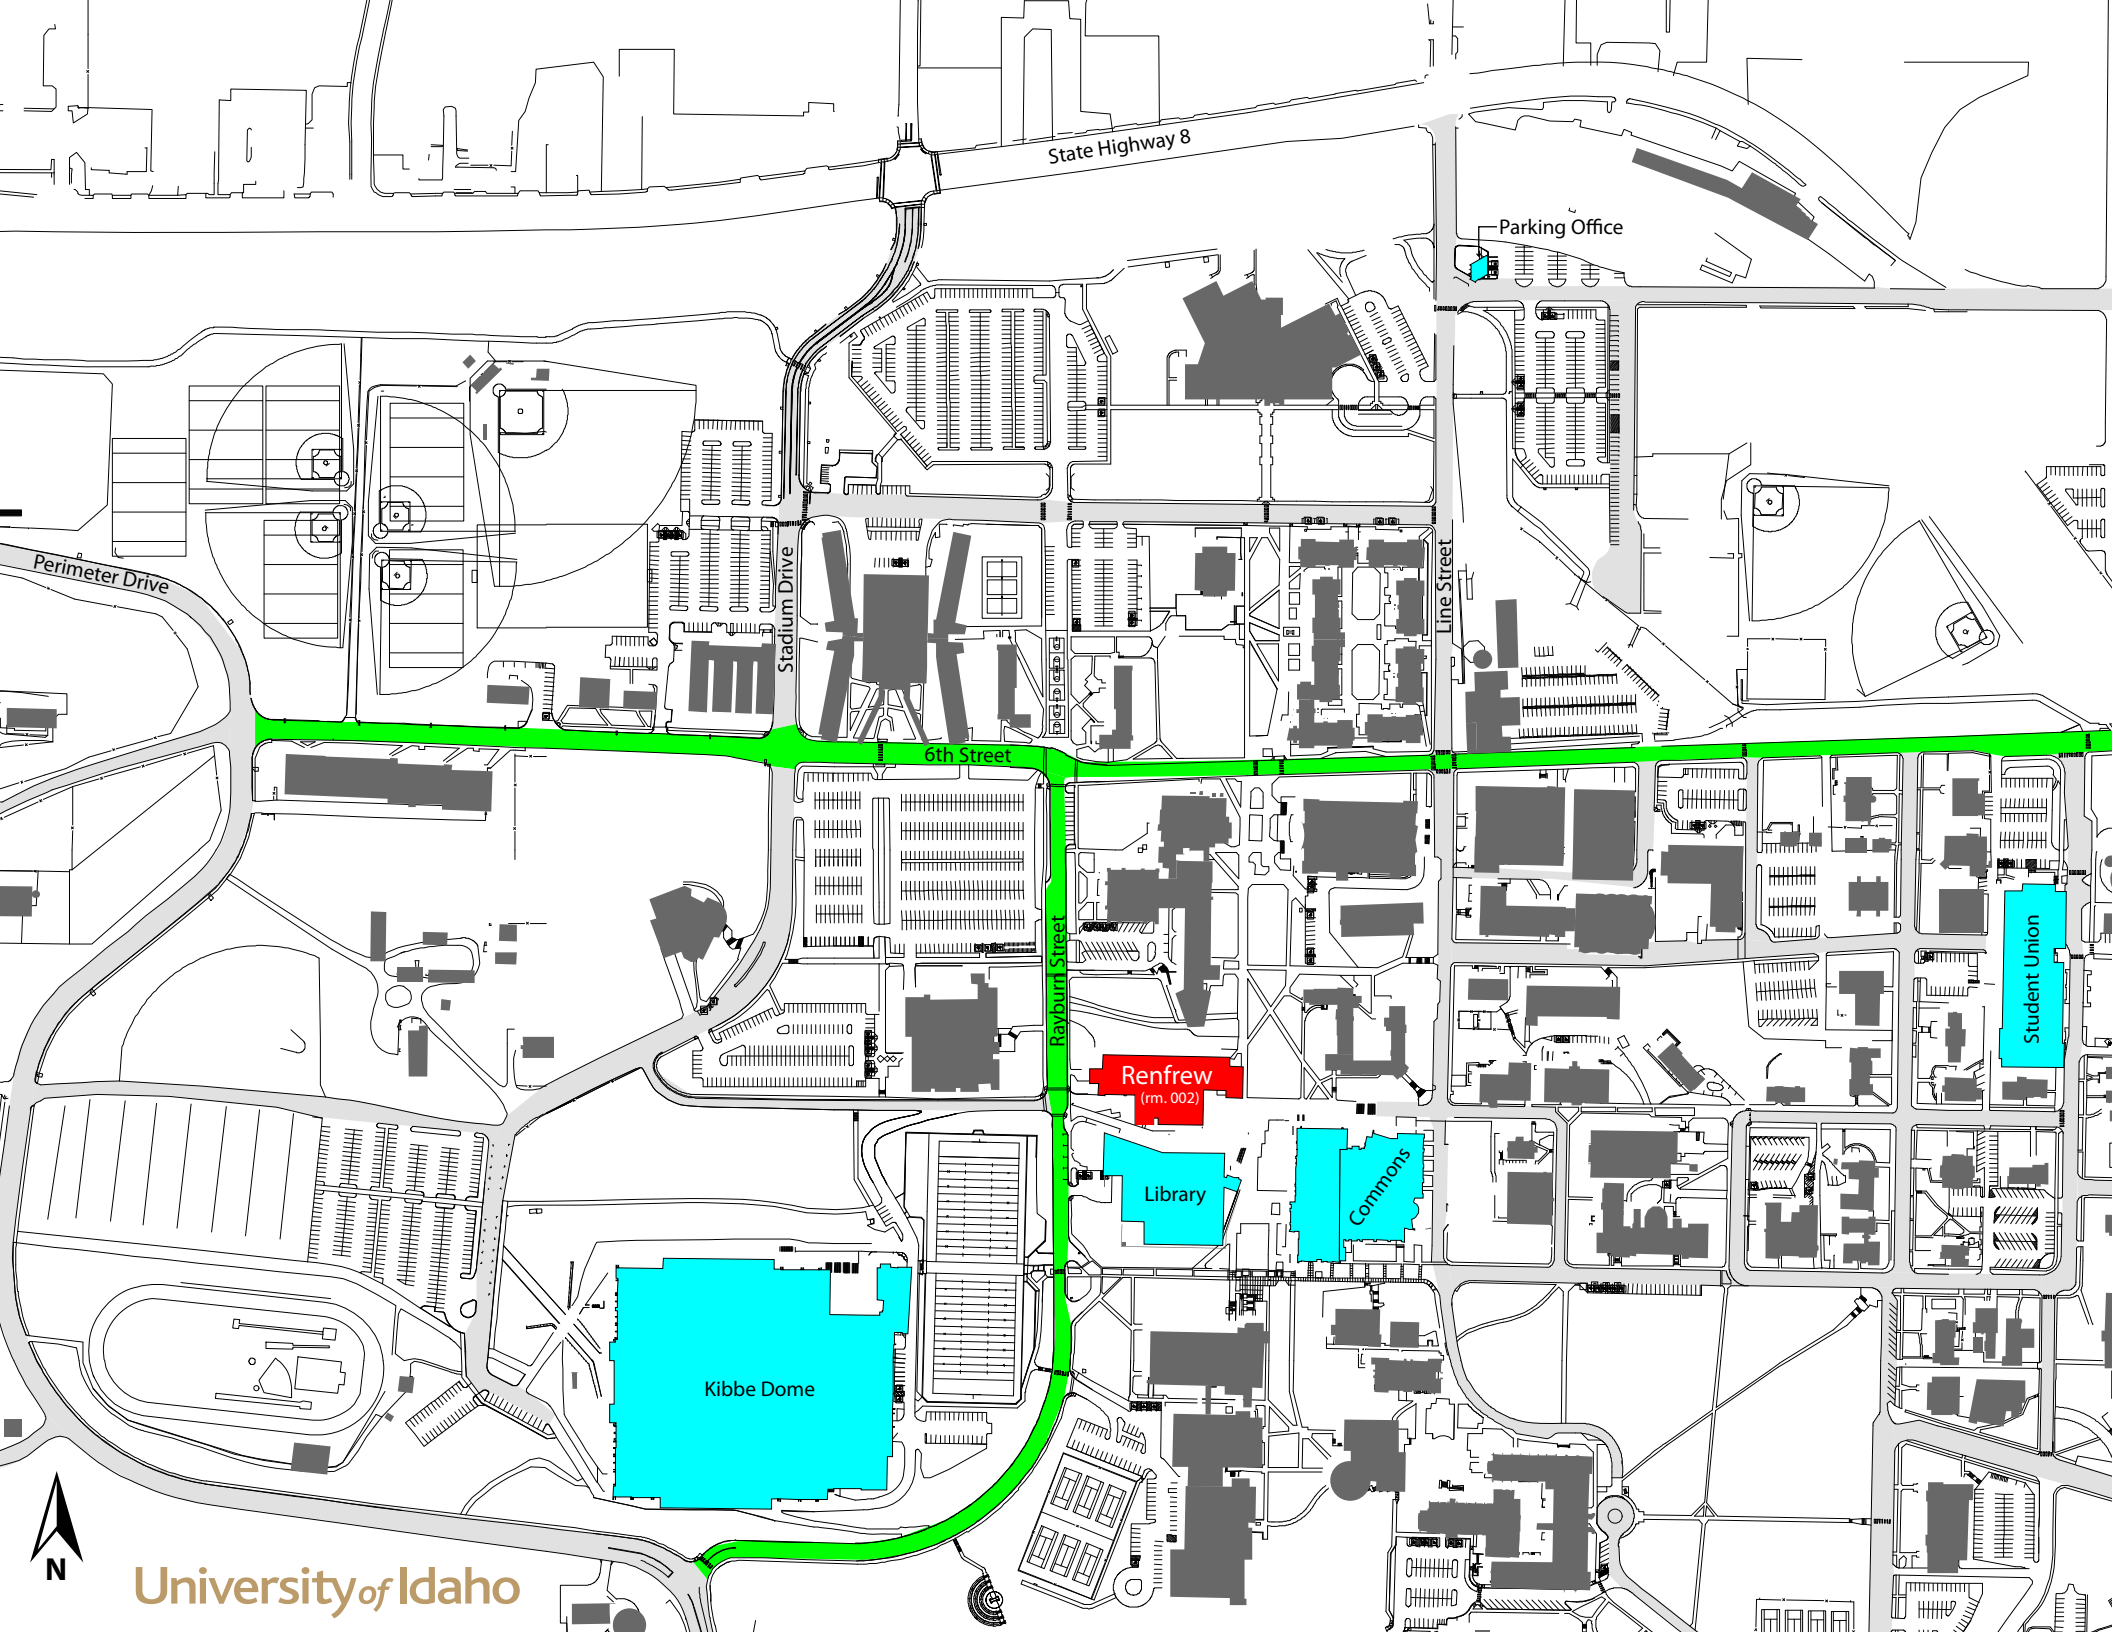 State Highway 8
Parking Office
Perimeter Drive
Stadium Drive
Line Street
6th Street
Rayburn Street
Student Union
Renfrew
(rm. 002)
Library
Commons
Kibbe Dome
N
University of Idaho